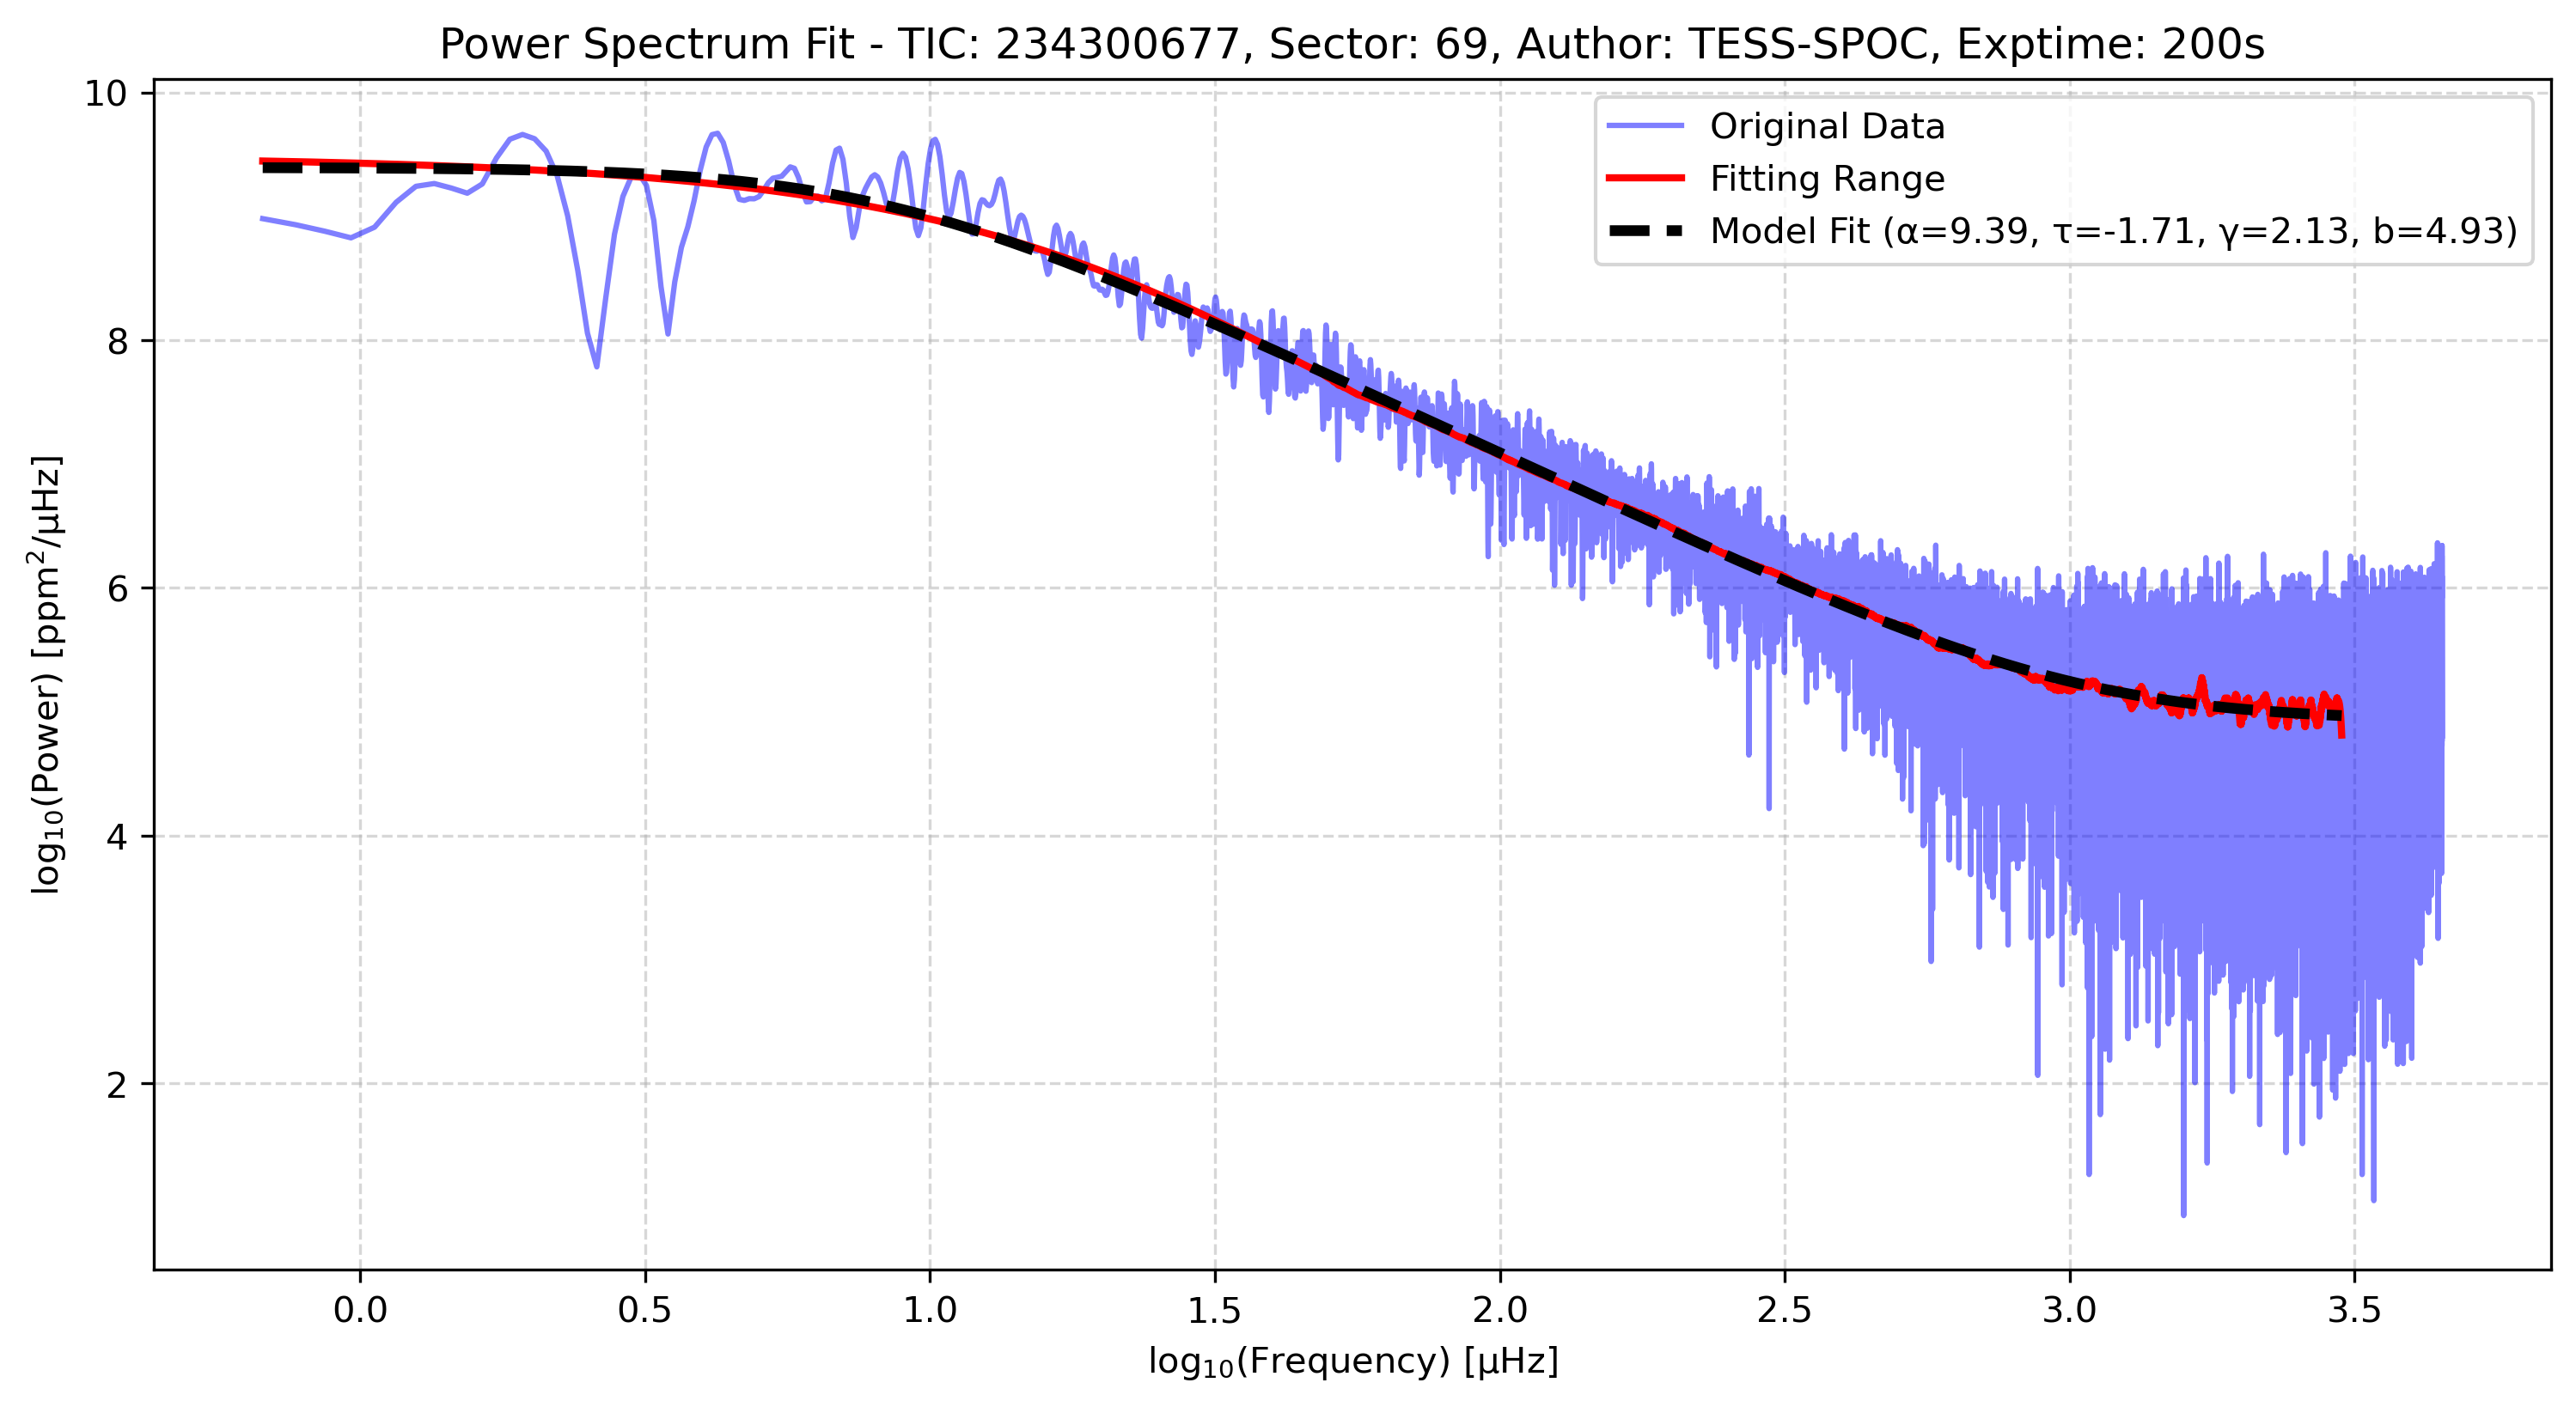 Power Spectrum Fit - TIC: 234300677, Sector: 69, Author: TESS-SPOC, Exptime: 200s
Original Data
Fitting Range
Model Fit (α=9.39, τ=-1.71, γ=2.13, b=4.93)
log₁₀(Power) [ppm²/μHz]
10
8
6
4
2
0.0 0.5 1.0 1.5 2.0 2.5 3.0 3.5
log₁₀(Frequency) [μHz]